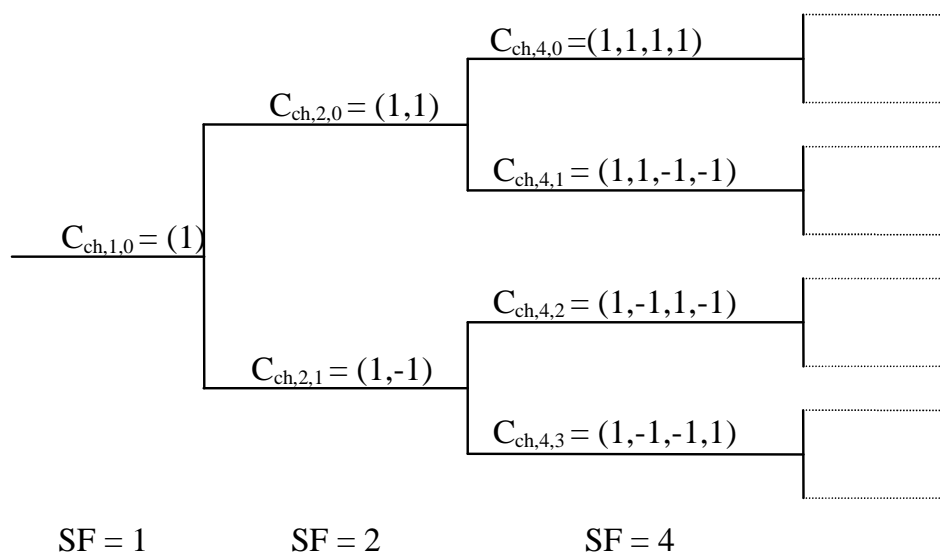 C_ch,4,0 =(1,1,1,1)
C_ch,2,0 = (1,1)
C_ch,4,1 = (1,1,-1,-1)
C_ch,1,0 = (1)
C_ch,4,2 = (1,-1,1,-1)
C_ch,2,1 = (1,-1)
C_ch,4,3 = (1,-1,-1,1)
SF = 1 SF = 2 SF = 4